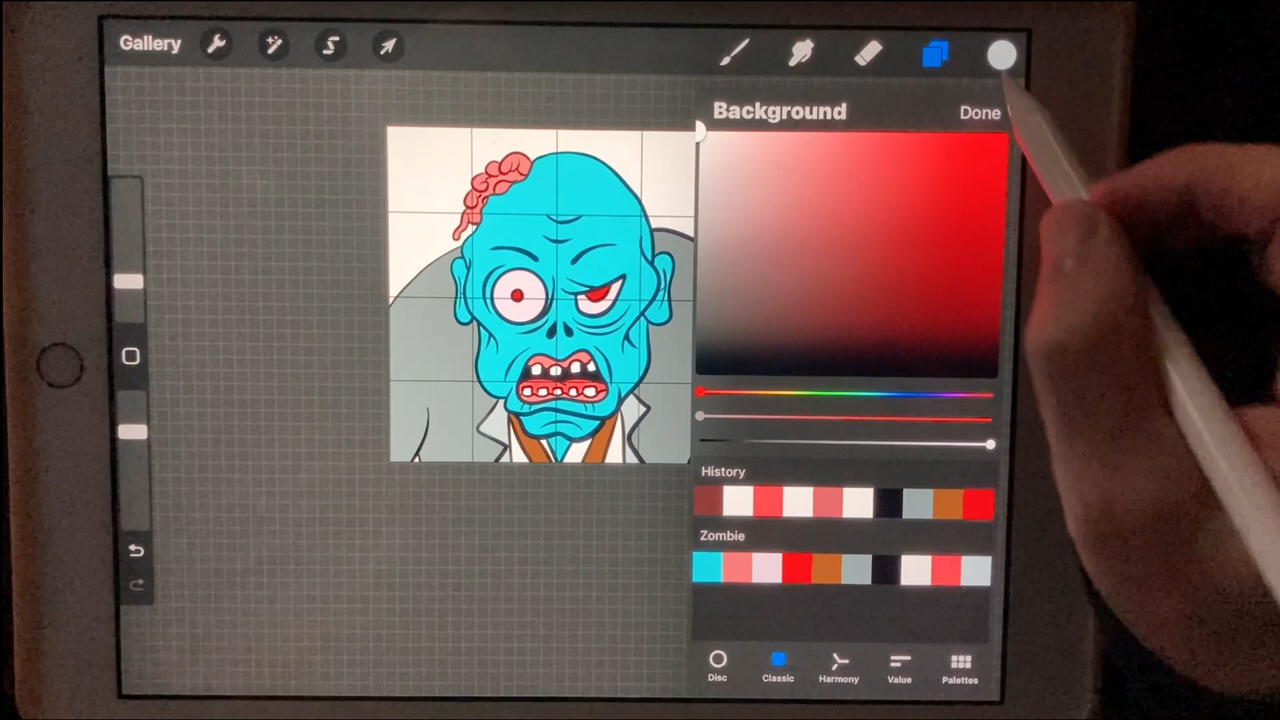 Gallery
Background Done
History
Zombie
Disc Classic Harmony Value Palettes